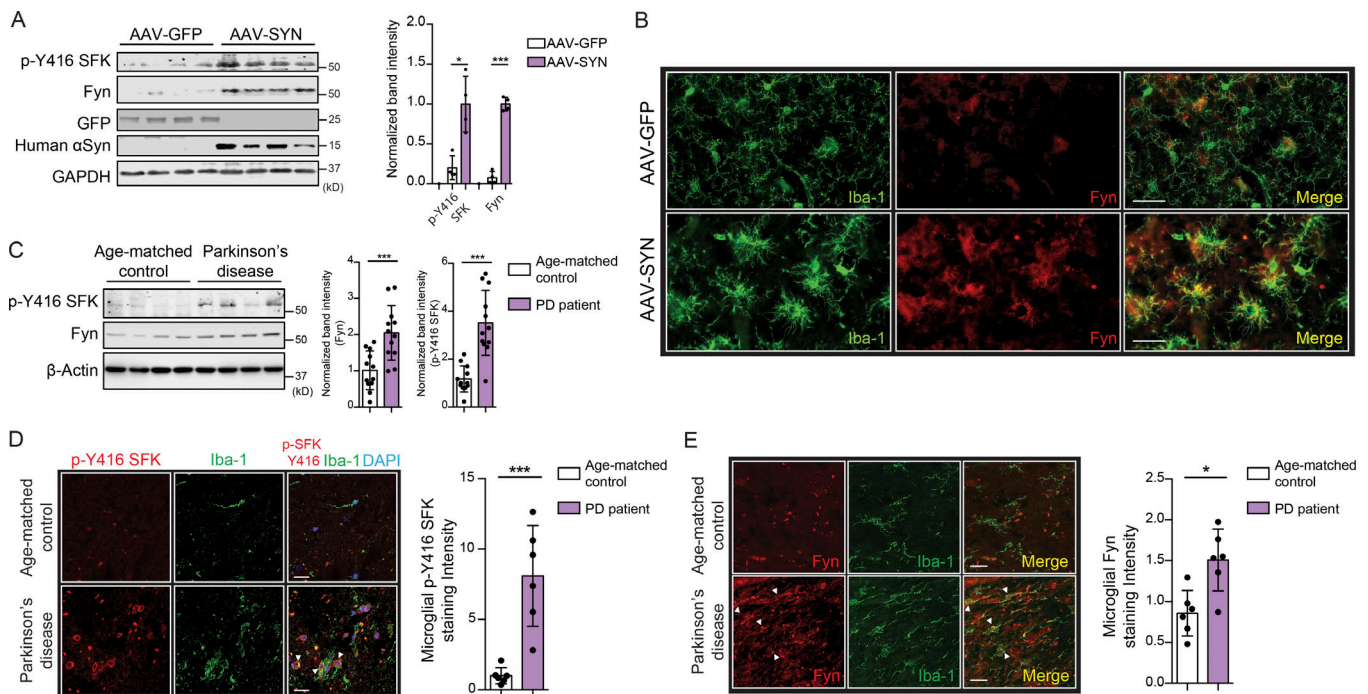 A
AAV-GFP AAV-SYN
p-Y416 SFK
50
Fyn
50
GFP
25
Human αSyn
15
GAPDH
37
(kD)
Normalized band intensity
2.0
1.5
1.0
0.5
0.0
* ***
p-Y416
SFK
Fyn
AAV-GFP
AAV-SYN
B
AAV-GFP
Iba-1 Fyn Merge
AAV-SYN
Iba-1 Fyn Merge
C
Age-matched control
Parkinson's disease
p-Y416 SFK
50
Fyn
50
β-Actin
37
(kD)
Normalized band intensity
(Fyn)
4
3
2
1
0
***
Normalized band intensity
(p-Y416 SFK)
6
4
2
0
***
Age-matched
control
PD patient
D
p-Y416 SFK Iba-1
p-SFK
Y416 Iba-1 DAPI
Age-matched
control
Parkinson's
disease
Microglial p-Y416 SFK
staining Intensity
15
10
5
0
***
Age-matched
control
PD patient
E
Age-matched
control
Fyn Iba-1 Merge
Parkinson's
disease
Fyn Iba-1 Merge
Microglial Fyn
staining Intensity
2.5
2.0
1.5
1.0
0.5
0.0
*
Age-matched
control
PD patient